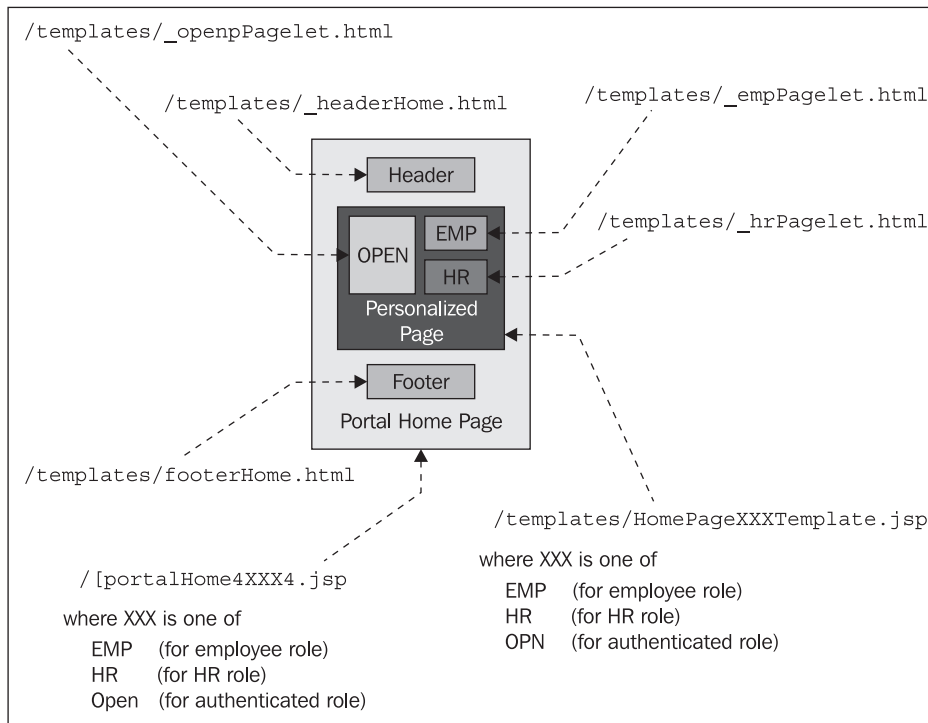 /templates/_openpPagelet.html
/templates/_headerHome.html
/templates/_empPagelet.html
Header
/templates/_hrPagelet.html
OPEN
EMP
HR
Personalized
Page
Footer
Portal Home Page
/templates/footerHome.html
/templates/HomePageXXXTemplate.jsp
where XXX is one of
EMP (for employee role)
HR (for HR role)
OPN (for authenticated role)
/[portalHome4XXX4.jsp
where XXX is one of
EMP (for employee role)
HR (for HR role)
Open (for authenticated role)